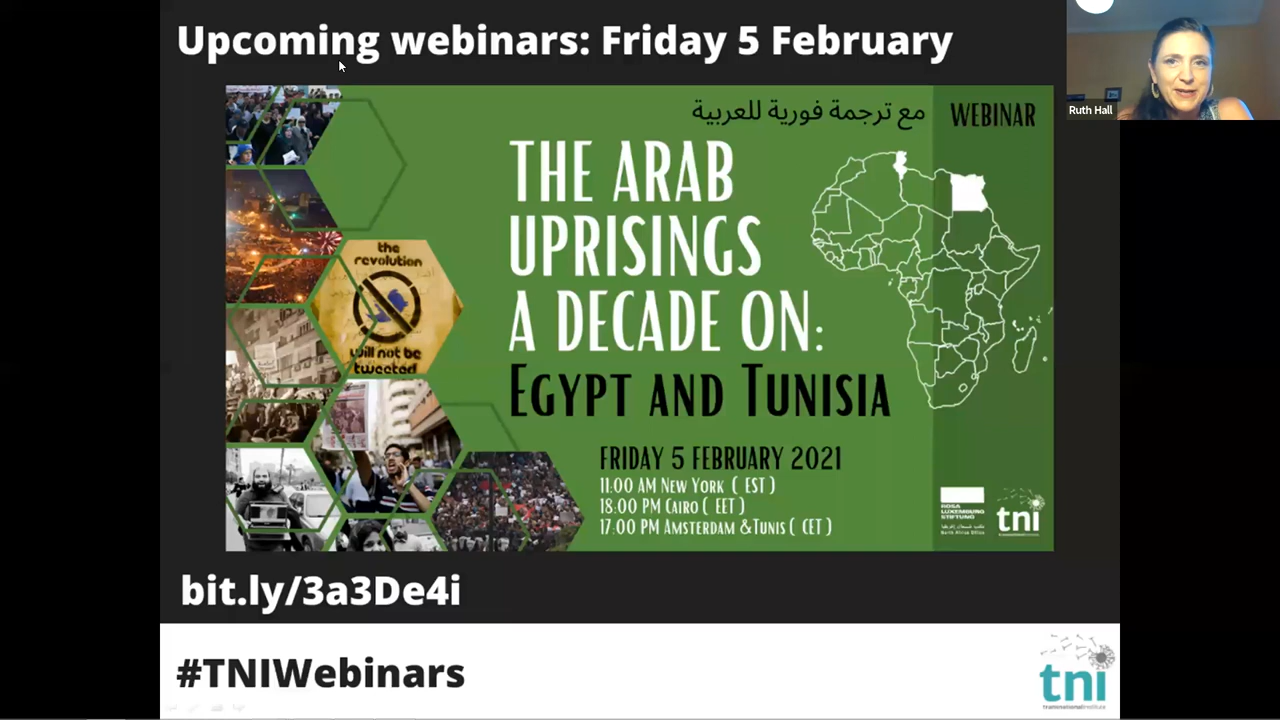 Upcoming webinars: Friday 5 February
Ruth Hall
مع ترجمة فورية للعربية
WEBINAR
THE ARAB
UPRISINGS
A DECADE ON:
EGYPT AND TUNISIA
the
revolution
will not be
tweeted
FRIDAY 5 FEBRUARY 2021
11:00 AM NEW YORK ( EST )
18:00 PM CAIRO ( EET )
17:00 PM AMSTERDAM &TUNIS ( CET )
ROSA
LUXEMBURG
STIFTUNG
tni
bit.ly/3a3De4i
#TNIWebinars
tni
transnationalinstitute